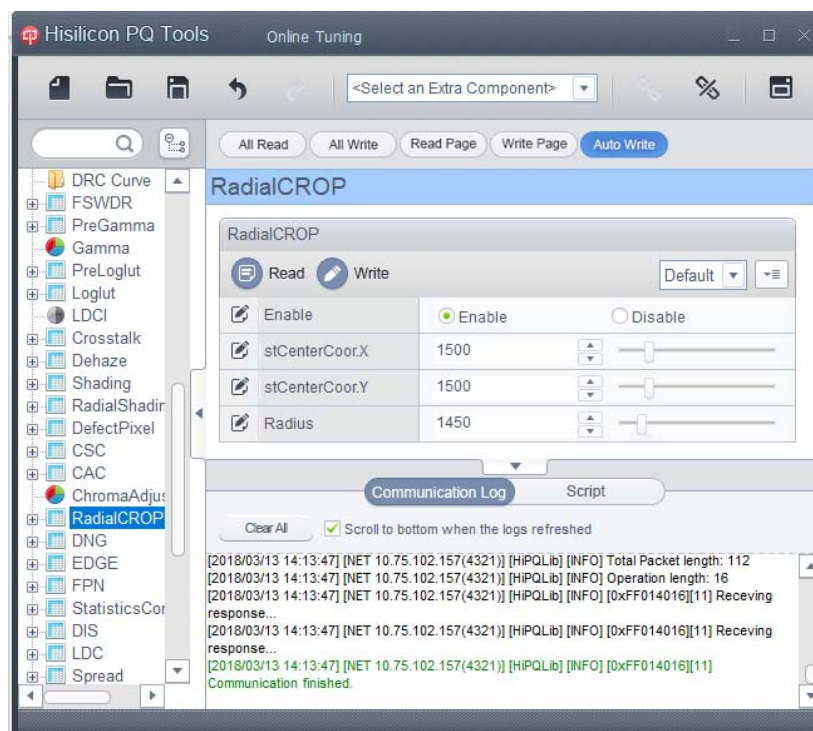 Hisilicon PQ Tools
Online Tuning
<Select an Extra Component>
All Read
All Write
Read Page
Write Page
Auto Write
DRC Curve
FSWDR
PreGamma
Gamma
PreLoglut
Loglut
LDCI
Crosstalk
Dehaze
Shading
RadialShadin
DefectPixel
CSC
CAC
ChromaAdjus
RadialCROP
DNG
EDGE
FPN
StatisticsCon
DIS
LDC
Spread
RadialCROP
RadialCROP
Read
Write
Default
Enable
Enable
Disable
stCenterCoor.X
1500
stCenterCoor.Y
1500
Radius
1450
Communication Log
Script
Clear All
Scroll to bottom when the logs refreshed
[2018/03/13 14:13:47] [NET 10.75.102.157(4321)] [HiPQLib] [INFO] Total Packet length: 112
[2018/03/13 14:13:47] [NET 10.75.102.157(4321)] [HiPQLib] [INFO] Operation length: 16
[2018/03/13 14:13:47] [NET 10.75.102.157(4321)] [HiPQLib] [INFO] [0xFF014016][11] Receving
response...
[2018/03/13 14:13:47] [NET 10.75.102.157(4321)] [HiPQLib] [INFO] [0xFF014016][11] Receving
response...
[2018/03/13 14:13:47] [NET 10.75.102.157(4321)] [HiPQLib] [INFO] [0xFF014016][11]
Communication finished.